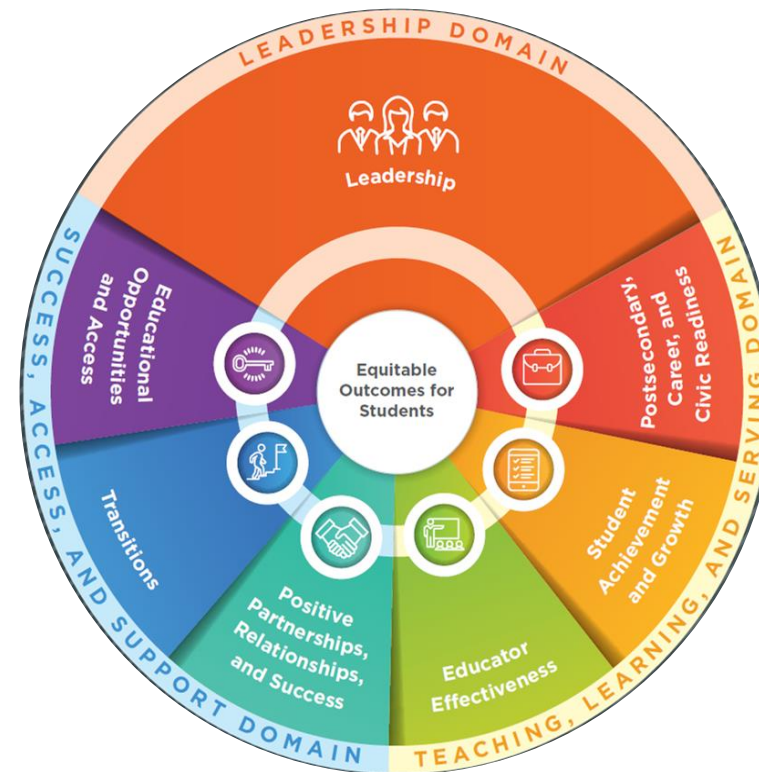 LEADERSHIP DOMAIN
Leadership
Postsecondary,
Career, and
Civic Readiness
Student
Achievement
and Growth
Educator
Effectiveness
TEACHING, LEARNING, AND SERVING DOMAIN
Positive
Partnerships,
Relationships,
and Success
Transitions
Educational
Opportunities
and Access
SUCCESS, ACCESS, AND SUPPORT DOMAIN
Equitable
Outcomes for
Students